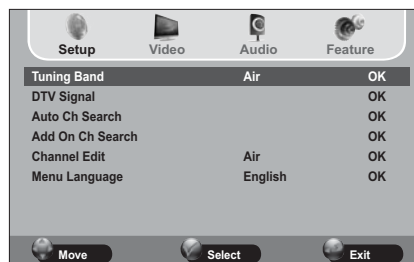 Setup Video Audio Feature
Tuning Band Air OK
DTV Signal OK
Auto Ch Search OK
Add On Ch Search OK
Channel Edit Air OK
Menu Language English OK
Move Select Exit